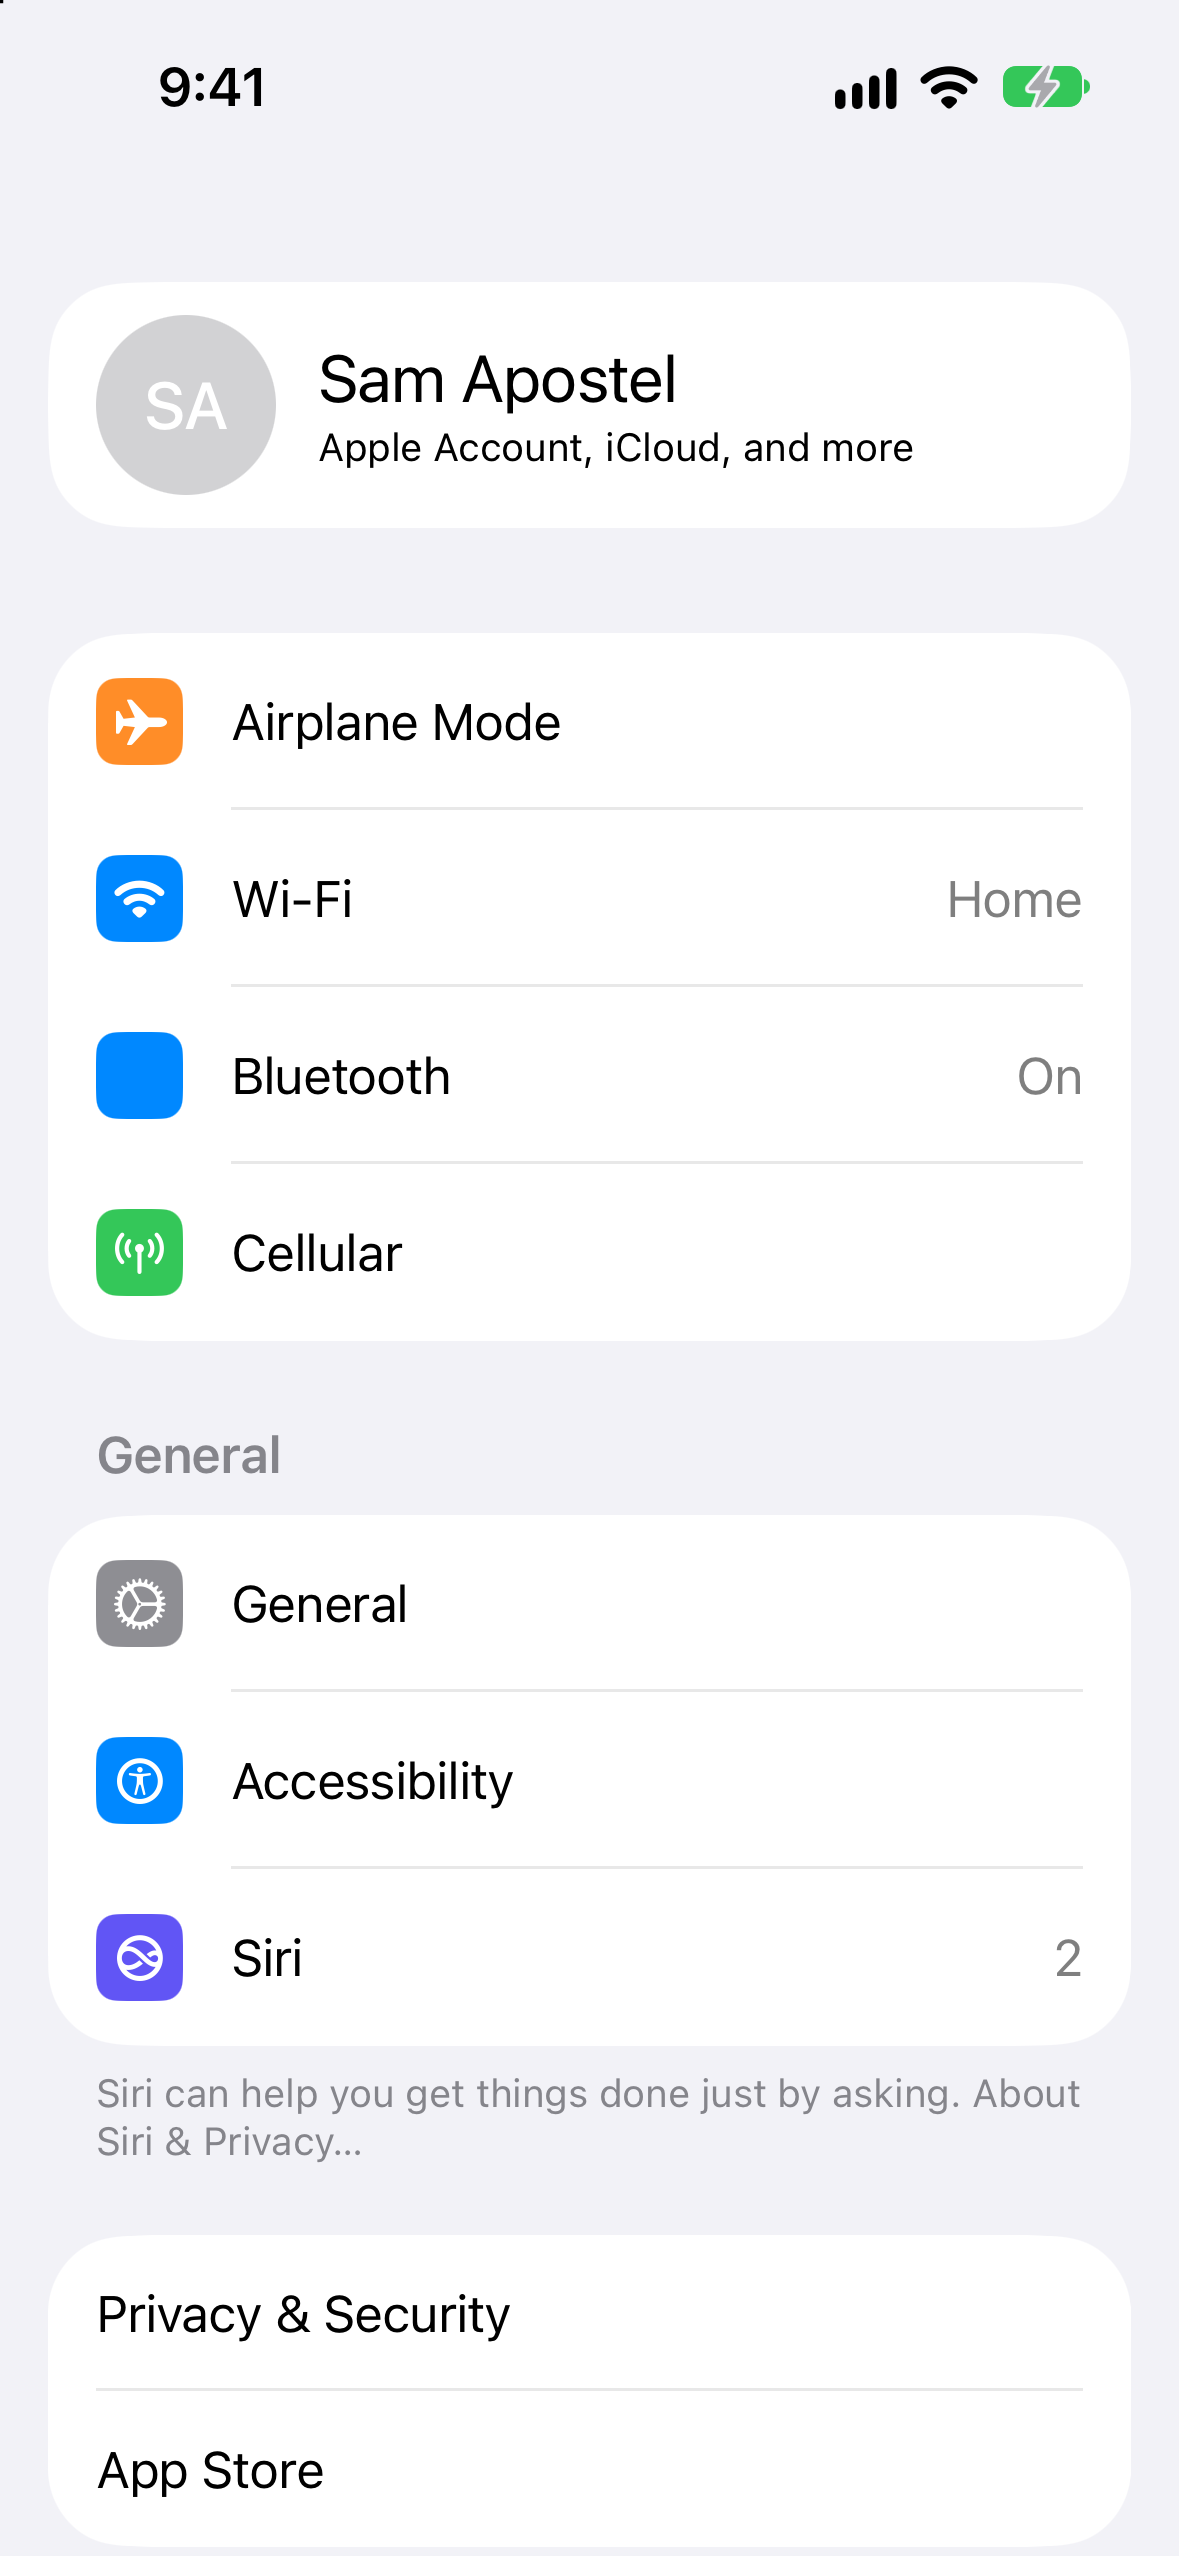 9:41
SA
Sam Apostel
Apple Account, iCloud, and more
Airplane Mode
Wi-Fi
Home
Bluetooth
On
Cellular
General
General
Accessibility
Siri
2
Siri can help you get things done just by asking. About
Siri & Privacy...
Privacy & Security
App Store